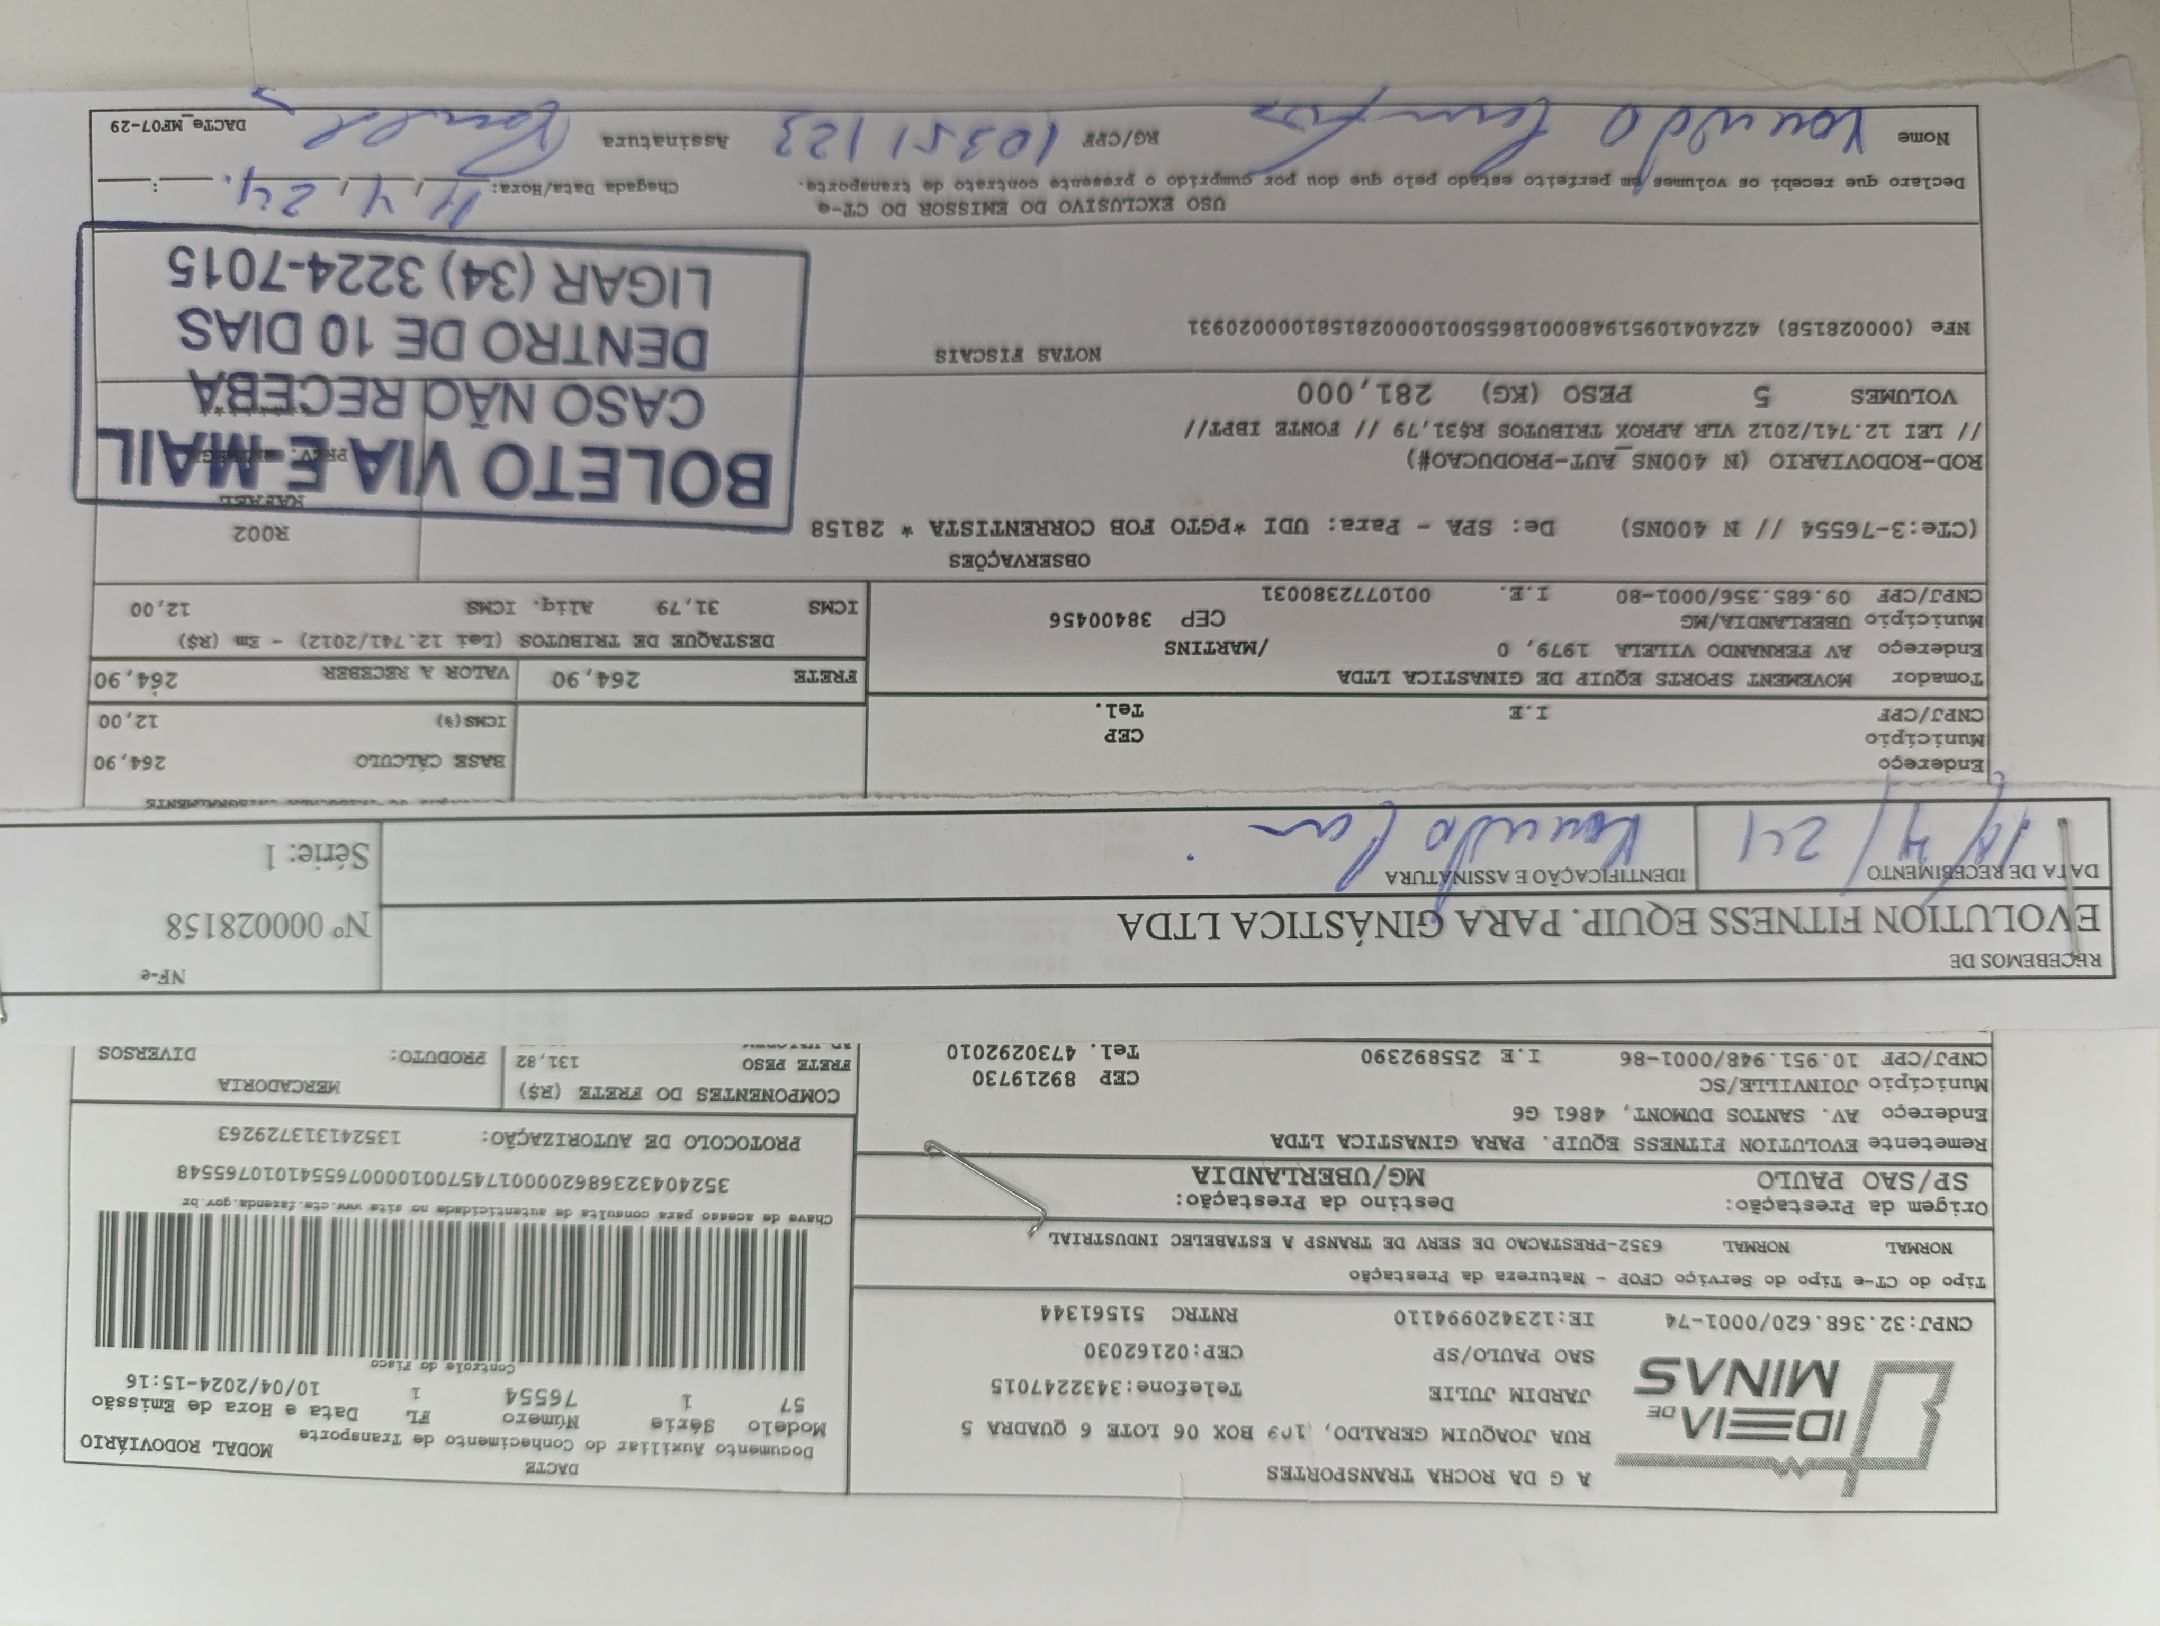 IDEIA DE MINAS
A G DA ROCHA TRANSPORTES
RUA JOAQUIM GERALDO, 103 BOX 06 LOTE 6 QUADRA 5
JARDIM JULIE Telefone:3432247015
SAO PAULO/SP CEP:02162030
CNPJ:32.368.620/0001-74 IE:123420994110 RNTRC 51561344
DACTE
Documento Auxiliar do Conhecimento de Transporte MODAL RODOVIÁRIO
Modelo Série Número FL Data e Hora de Emissão
57 1 76554 1 10/04/2024-15:16
Controle do Fisco
Chave de acesso para consulta de autenticidade no site www.cte.fazenda.gov.br
35240432368620000174570010000765541010765548
PROTOCOLO DE AUTORIZAÇÃO: 135241313729263
Tipo do CT-e Tipo do Serviço CFOP - Natureza da Prestação
NORMAL NORMAL 6352-PRESTACAO DE SERV DE TRANSP A ESTABELEC INDUSTRIAL
Origem da Prestação: Destino da Prestação:
SP/SAO PAULO MG/UBERLANDIA
Remetente EVOLUTION FITNESS EQUIP. PARA GINASTICA LTDA
Endereço AV. SANTOS DUMONT, 4861 G6
Município JOINVILLE/SC CEP 89219730
CNPJ/CPF 10.951.948/0001-86 I.E 255892390 Tel. 4730292010
COMPONENTES DO FRETE (R$) MERCADORIA
FRETE PESO 131,82 PRODUTO: DIVERSOS
RECEBEMOS DE
EVOLUTION FITNESS EQUIP. PARA GINÁSTICA LTDA
NF-e
Nº 000028158
Série: 1
DATA DE RECEBIMENTO
IDENTIFICAÇÃO E ASSINATURA
Endereço
Município CEP
CNPJ/CPF I.E Tel.
BASE CÁLCULO 264,90
ICMS(%) 12,00
Tomador MOVEMENT SPORTS EQUIP DE GINASTICA LTDA
Endereço AV FERNANDO VILELA 1979, 0 /MARTINS
Município UBERLANDIA/MG CEP 38400456
CNPJ/CPF 09.685.356/0001-80 I.E. 0010772380031
FRETE 264,90 VALOR A RECEBER 264,90
DESTAQUE DE TRIBUTOS (Lei 12.741/2012) - Em (R$)
ICMS 31,79 Aliq. ICMS 12,00
OBSERVAÇÕES
(CTe:3-76554 // N 400NS) De: SPA - Para: UDI *PGTO FOB CORRENTISTA * 28158
ROD-RODOVIARIO (N 400NS_AUT-PRODUCAO#)
// LEI 12.741/2012 VLR APROX TRIBUTOS R$31,79 // FONTE IBPT//
VOLUMES 5 PESO (KG) 281,000
R002
BOLETO VIA E-MAIL
CASO NÃO RECEBA
DENTRO DE 10 DIAS
LIGAR (34) 3224-7015
NOTAS FISCAIS
NFe (000028158) 42240410951948000186550010000281581000020931
USO EXCLUSIVO DO EMISSOR DO CT-e
Declaro que recebi os volumes em perfeito estado pelo que dou por cumprido o presente contrato de transporte.
Chegada Data/Hora: 11, 4, 24.
Nome
RG/CPF 10351123
Assinatura
DACTe_MF07-29